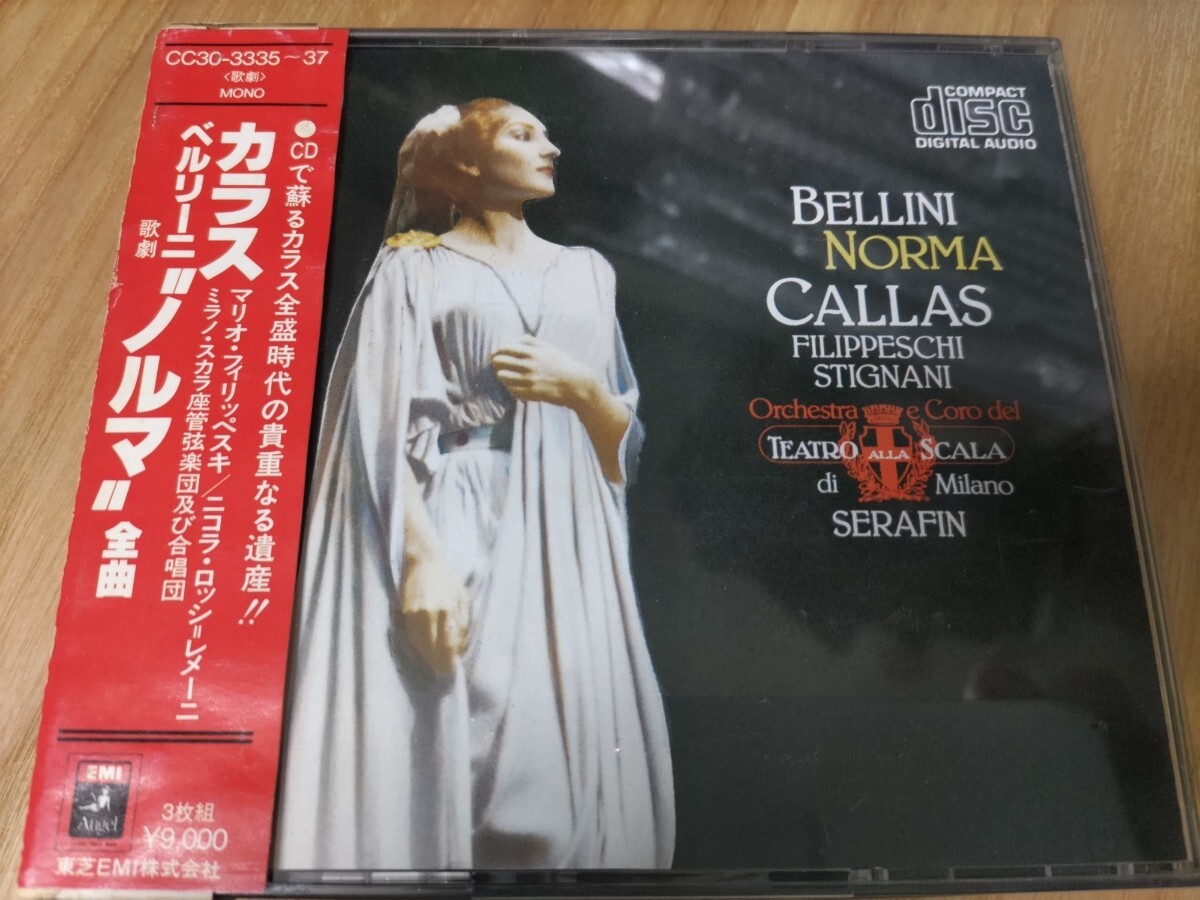 CC30-3335~37
〈歌劇〉
MONO
●CDで蘇るカラス全盛時代の貴重なる遺産!!
カラス
マリオ・フィリッペスキ/ニコラ・ロッシ=レメーニ
ミラノ・スカラ座管弦楽団及び合唱団
ベルリーニ
歌劇
〝ノルマ〟全曲
EMI
Angel
3枚組
¥9,000
東芝EMI株式会社
COMPACT
disc
DIGITAL AUDIO
BELLINI
NORMA
CALLAS
FILIPPESCHI
STIGNANI
Orchestra e Coro del
TEATRO ALLA SCALA
di Milano
SERAFIN